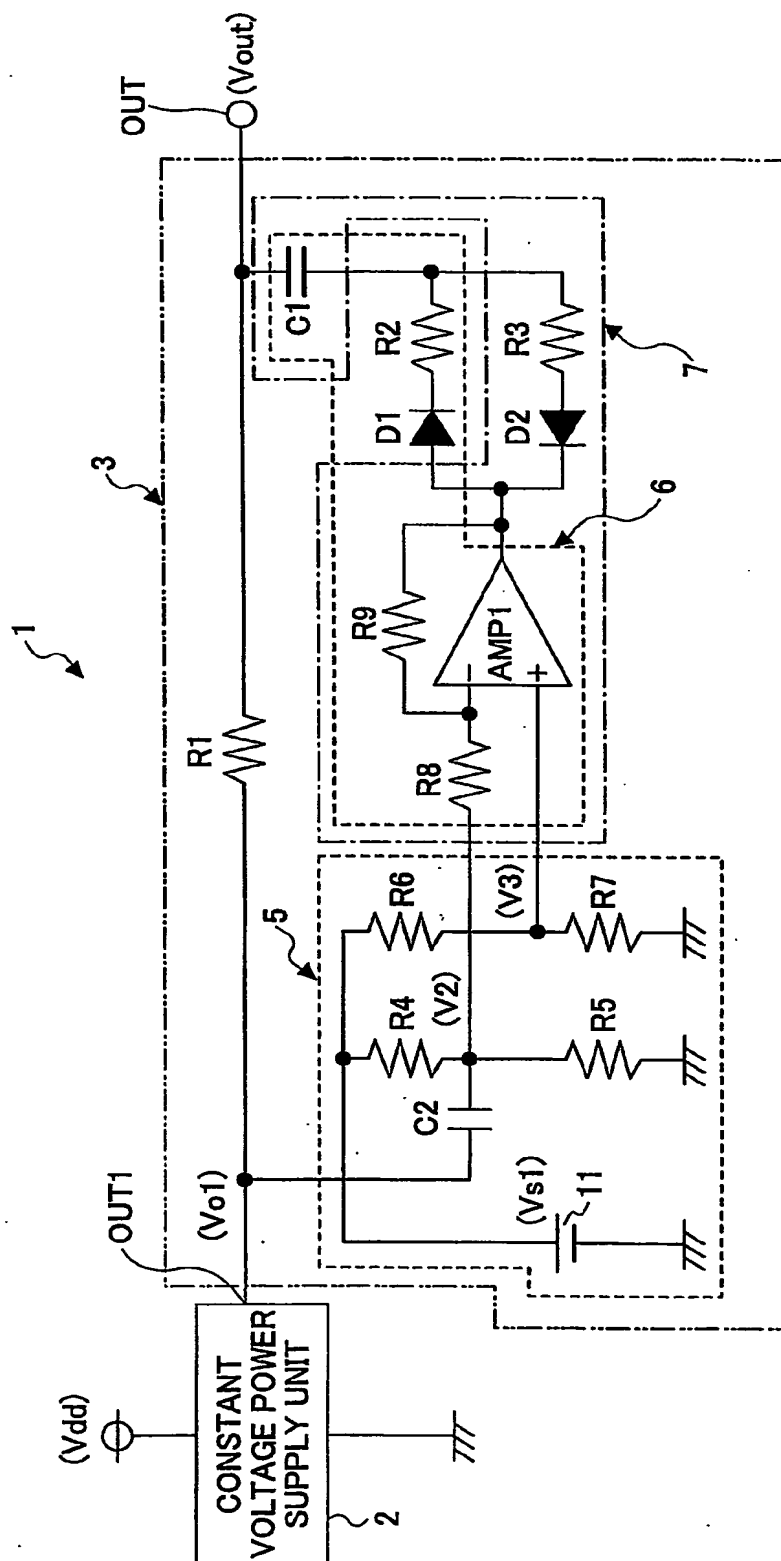 1
3
OUT
(Vout)
OUT1
(Vo1)
R1
(Vdd)
CONSTANT
VOLTAGE POWER
SUPPLY UNIT
2
5
R4
R6
(V2)
(V3)
C2
R5
R7
(Vs1)
11
R8
R9
AMP1
−
+
6
C1
D1
R2
D2
R3
7